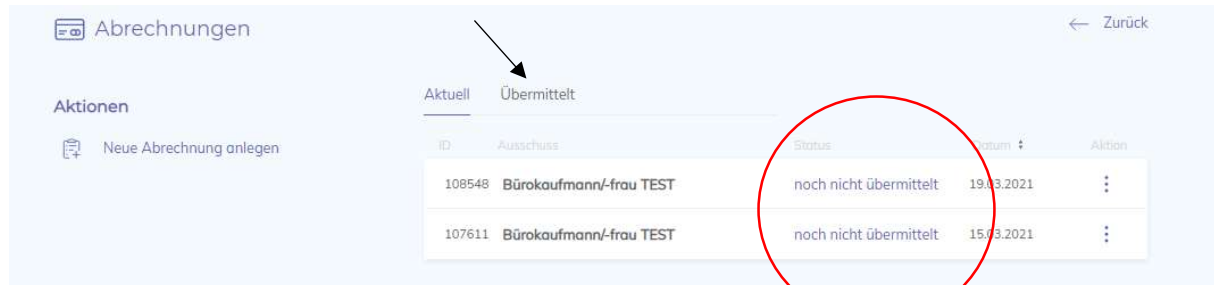 Abrechnungen
← Zurück
Aktionen
Neue Abrechnung anlegen
Aktuell Übermittelt
ID Ausschuss Status Datum Aktion
108548 Bürokaufmann/-frau TEST noch nicht übermittelt 19.03.2021
107611 Bürokaufmann/-frau TEST noch nicht übermittelt 15.03.2021